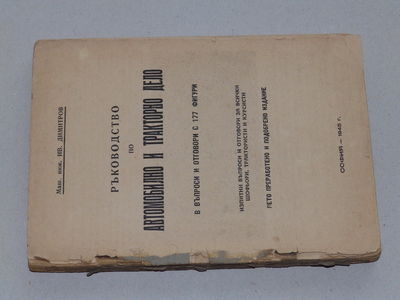 Маш. инж. ИВ. ДИМИТРОВ
РЪКОВОДСТВО
ПО
АВТОМОБИЛНО И ТРАКТОРНО ДЕЛО
В ВЪПРОСИ И ОТГОВОРИ С 177 ФИГУРИ
ИЗПИТНИ ВЪПРОСИ И ОТГОВОРИ ЗА ВСИЧКИ
ШОФЬОРИ, ТРАКТОРИСТИ И КУРСИСТИ
ПЕТО ПРЕРАБОТЕНО И ПОДОБРЕНО ИЗДАНИЕ
СОФИЯ — 1945 г.